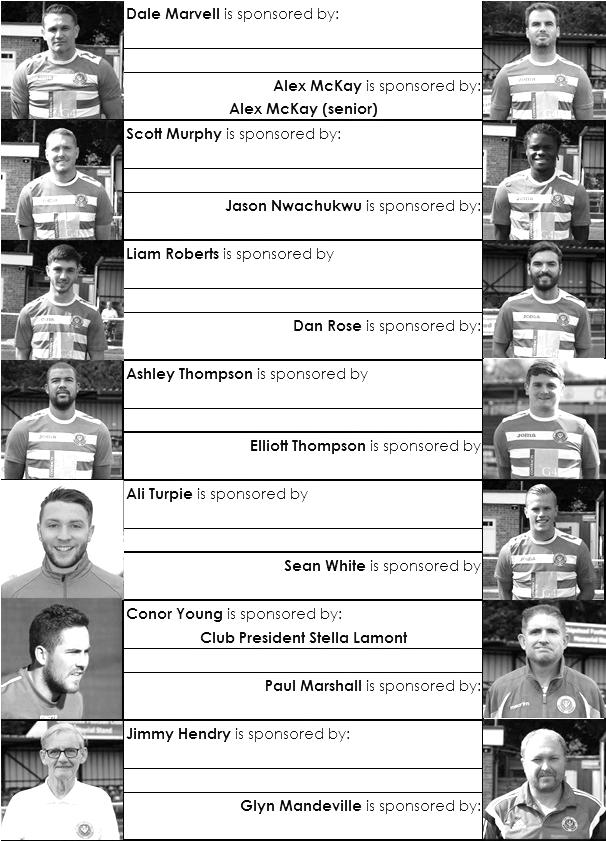 Dale Marvell is sponsored by:
Alex McKay is sponsored by:
Alex McKay (senior)
Scott Murphy is sponsored by:
Jason Nwachukwu is sponsored by:
Liam Roberts is sponsored by
Dan Rose is sponsored by:
Ashley Thompson is sponsored by
Elliott Thompson is sponsored by
Ali Turpie is sponsored by
Sean White is sponsored by
Conor Young is sponsored by:
Club President Stella Lamont
Paul Marshall is sponsored by:
Jimmy Hendry is sponsored by:
Glyn Mandeville is sponsored by: